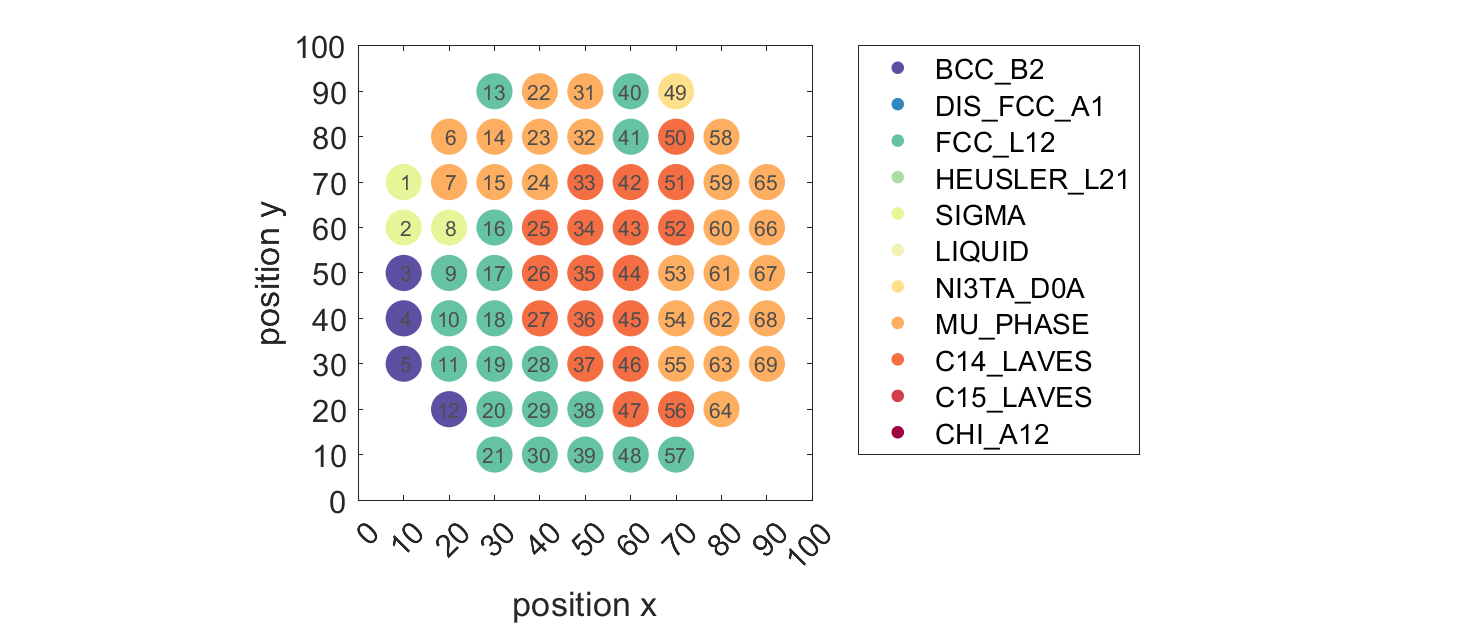 100
90
80
70
60
50
40
30
20
10
0
13 22 31 40 49
6 14 23 32 41 50 58
1 7 15 24 33 42 51 59 65
2 8 16 25 34 43 52 60 66
3 9 17 26 35 44 53 61 67
4 10 18 27 36 45 54 62 68
5 11 19 28 37 46 55 63 69
12 20 29 38 47 56 64
21 30 39 48 57
0 10 20 30 40 50 60 70 80 90 100
position x
position y
BCC_B2
DIS_FCC_A1
FCC_L12
HEUSLER_L21
SIGMA
LIQUID
NI3TA_D0A
MU_PHASE
C14_LAVES
C15_LAVES
CHI_A12